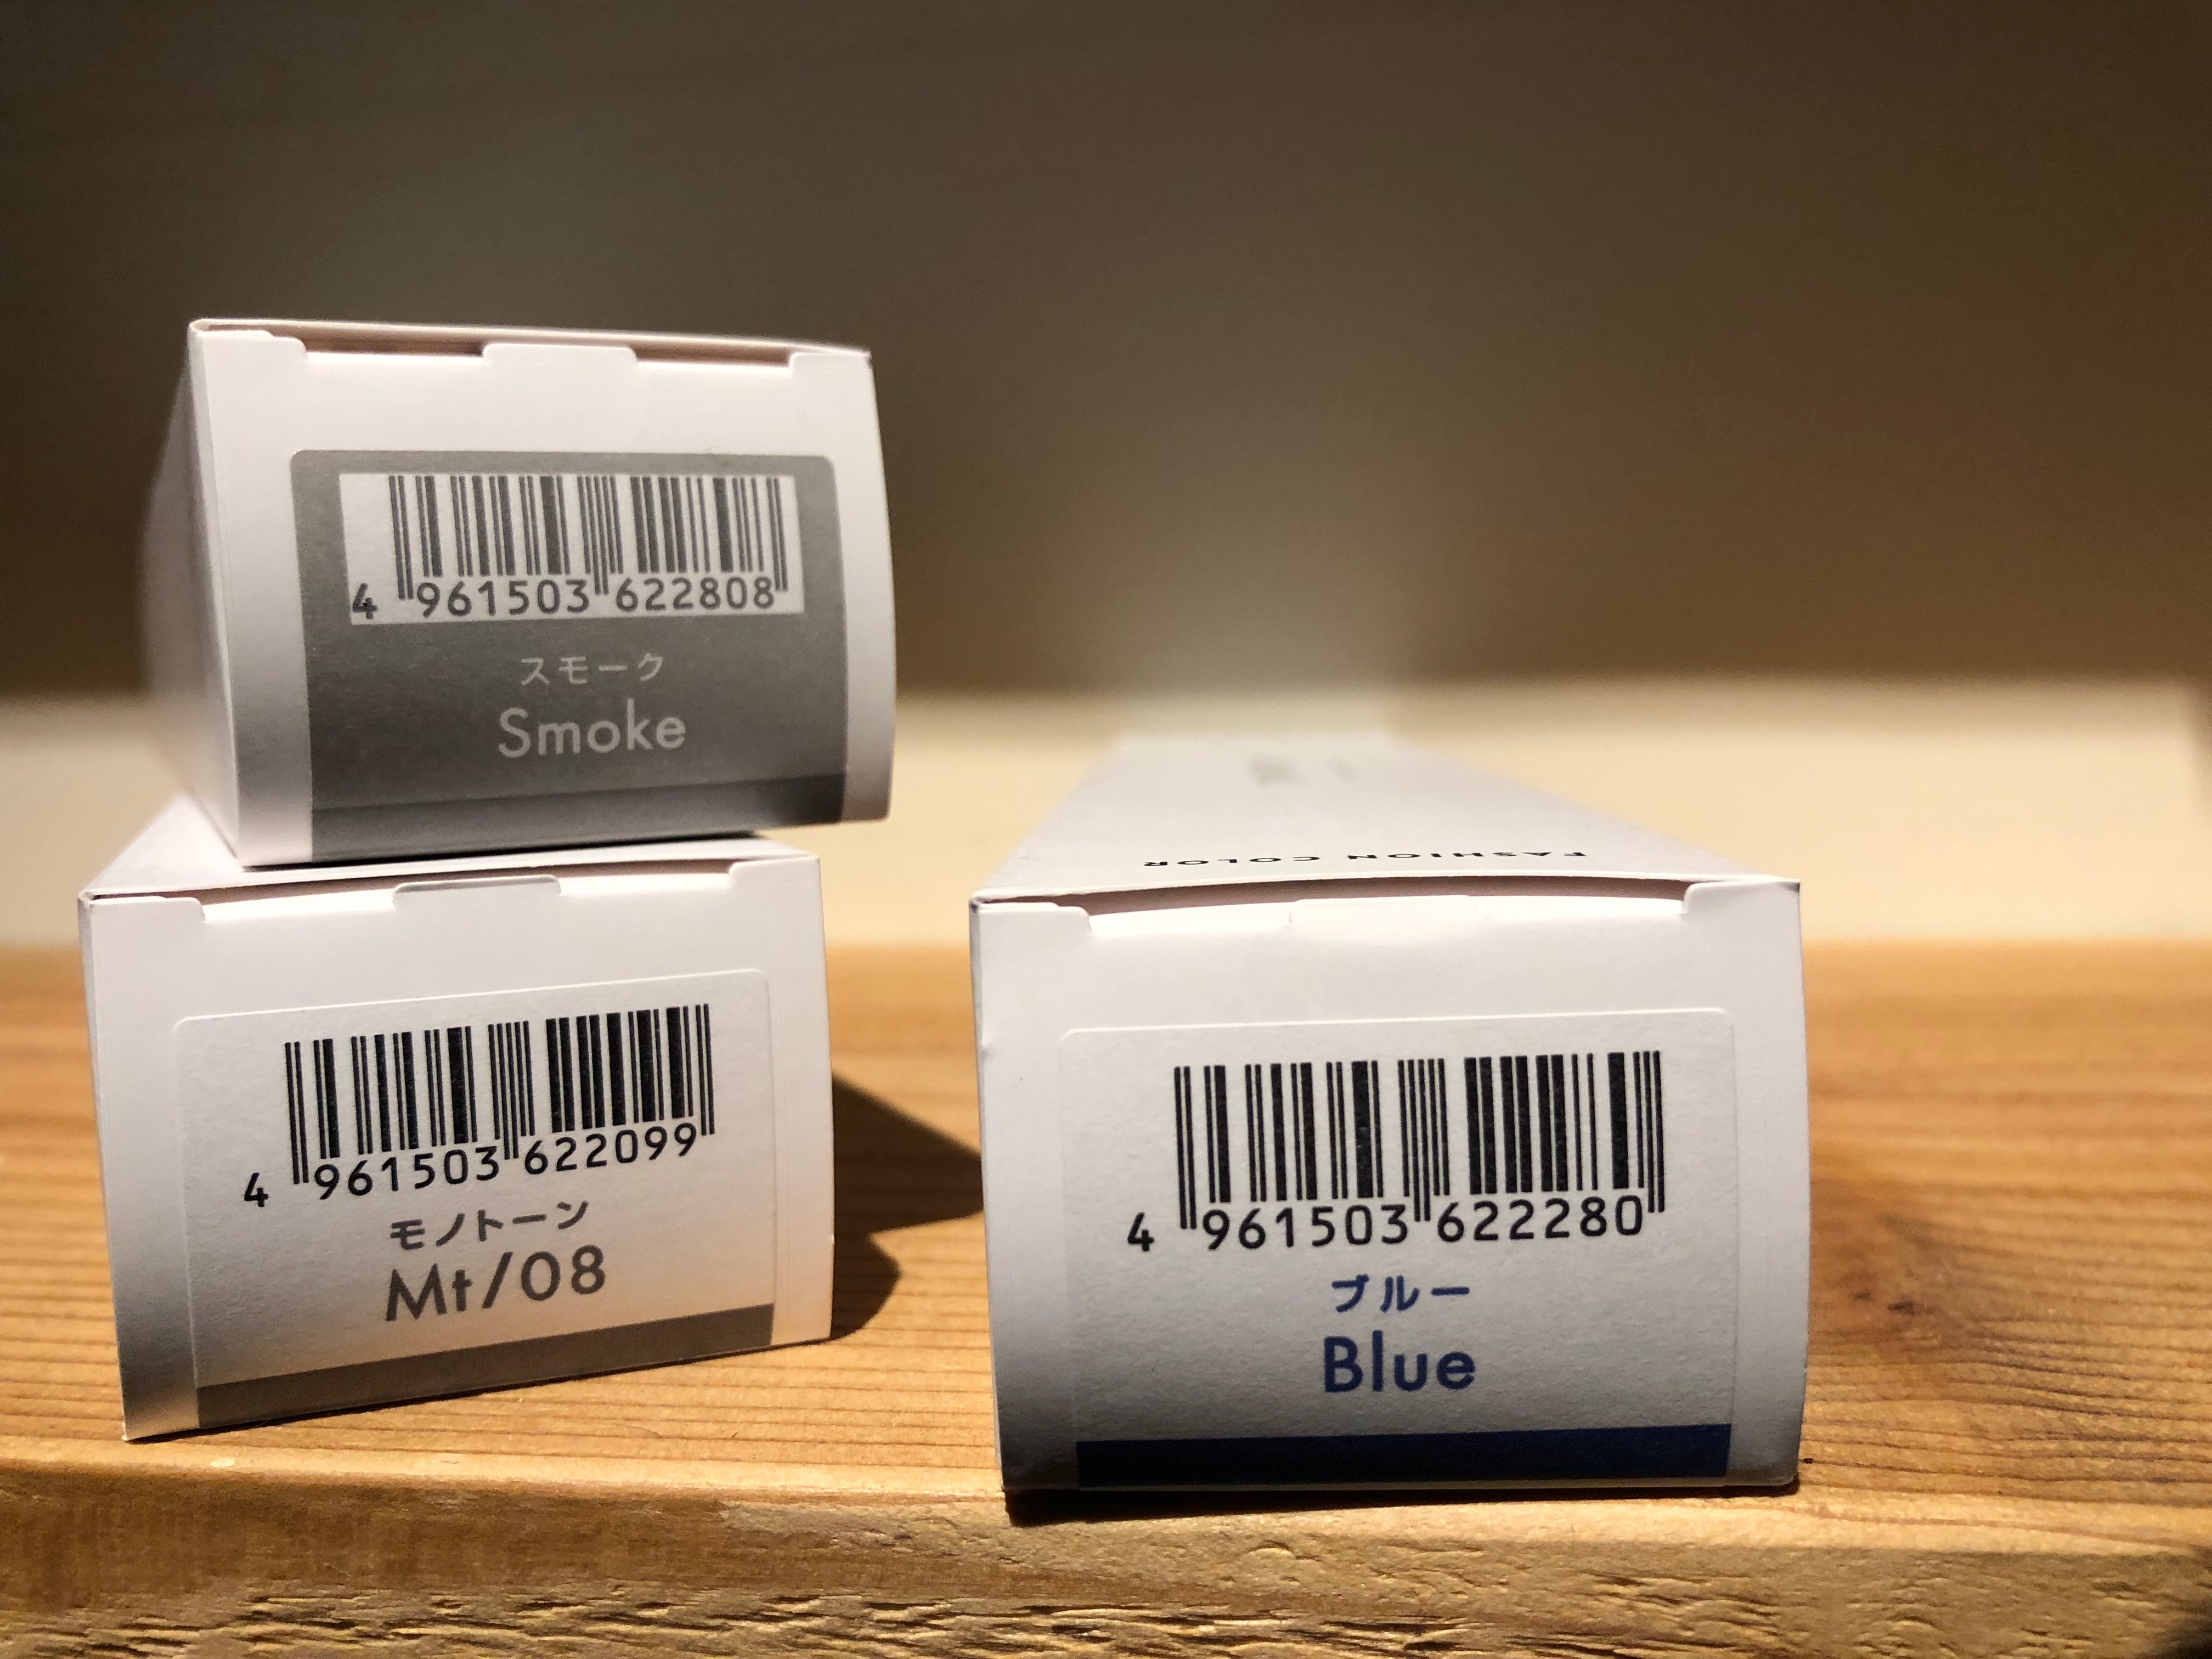 4 961503 622808
スモーク
Smoke
4 961503 622099
モノトーン
Mt/08
FASHION COLOR
4 961503 622280
ブルー
Blue